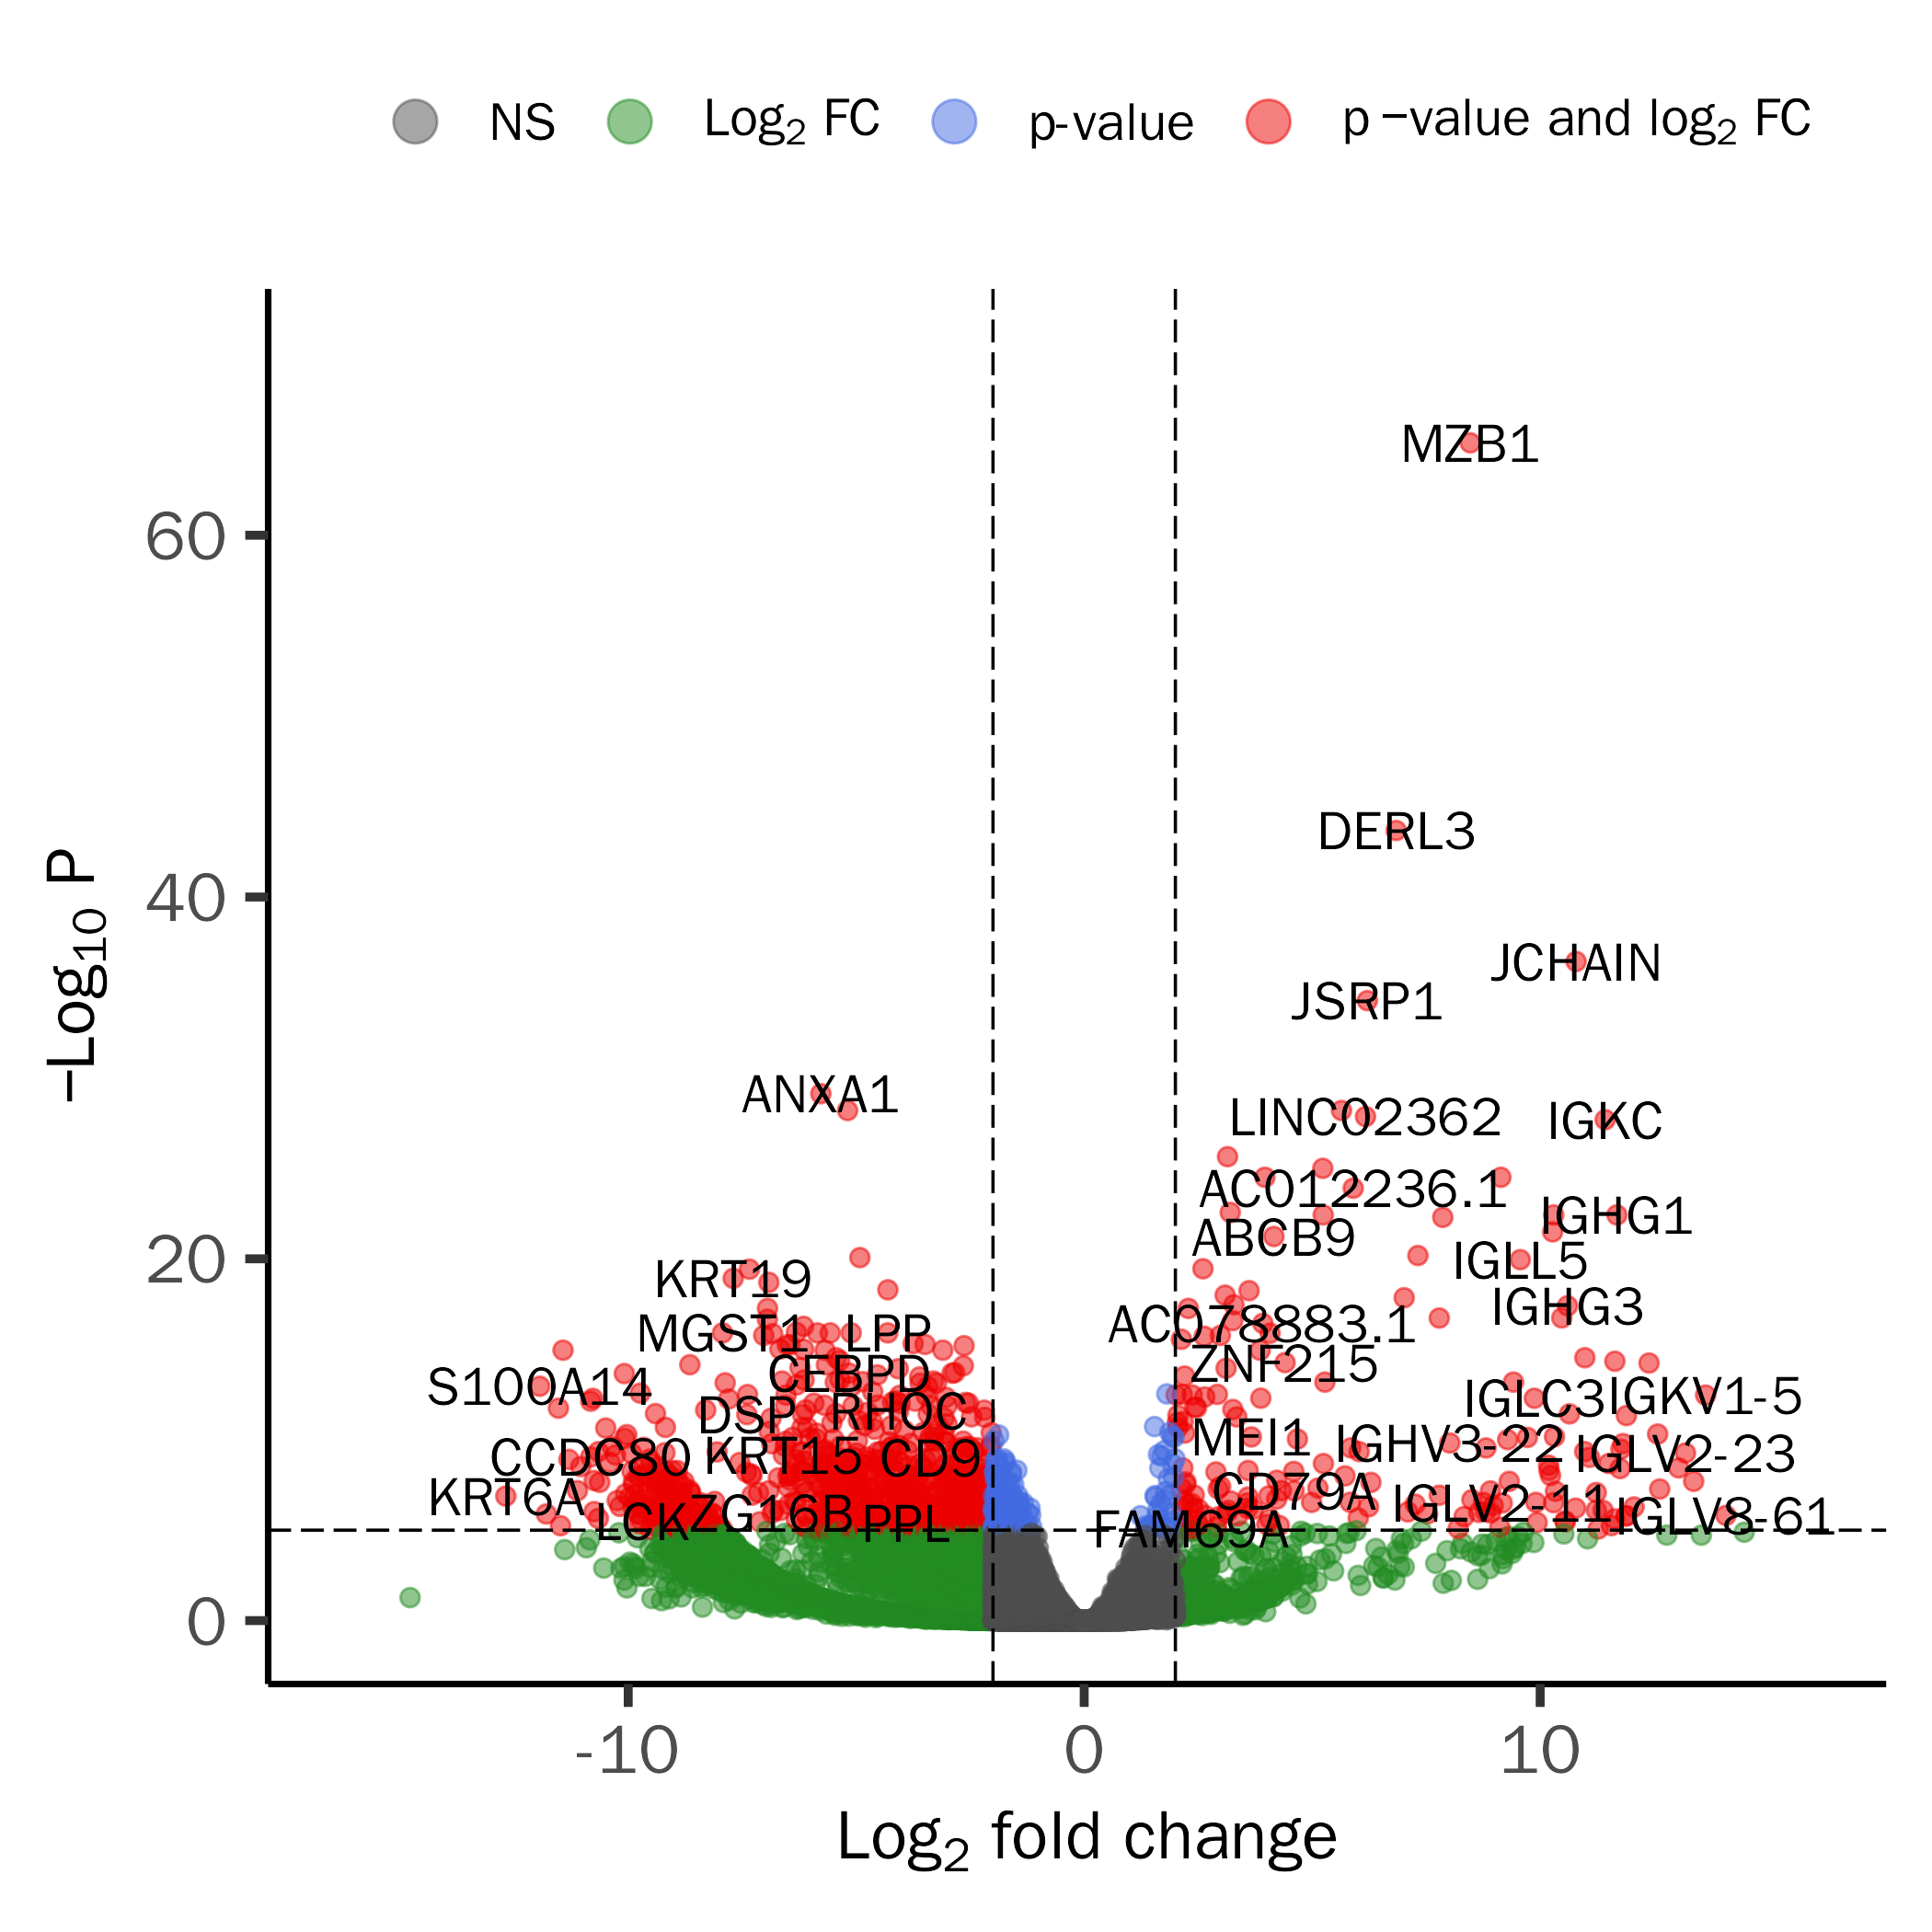 NS Log2 FC p-value p −value and log2 FC
MZB1
60
DERL3
40
JCHAIN
JSRP1
ANXA1
LINC02362 IGKC
AC012236.1
IGHG1
ABCB9
20
IGLL5
KRT19
IGHG3
AC078883.1
MGST1 LPP
ZNF215
CEBPD
S100A14
IGLC3 IGKV1-5
DSP RHOC
MEI1 IGHV3-22 IGLV2-23
CCDC80 KRT15 CD9
CD79A
KRT6A IGLV2-11
LCK ZG16B PPL IGLV8-61
FAM69A
0
-10 0 10
Log2 fold change
−Log10 P